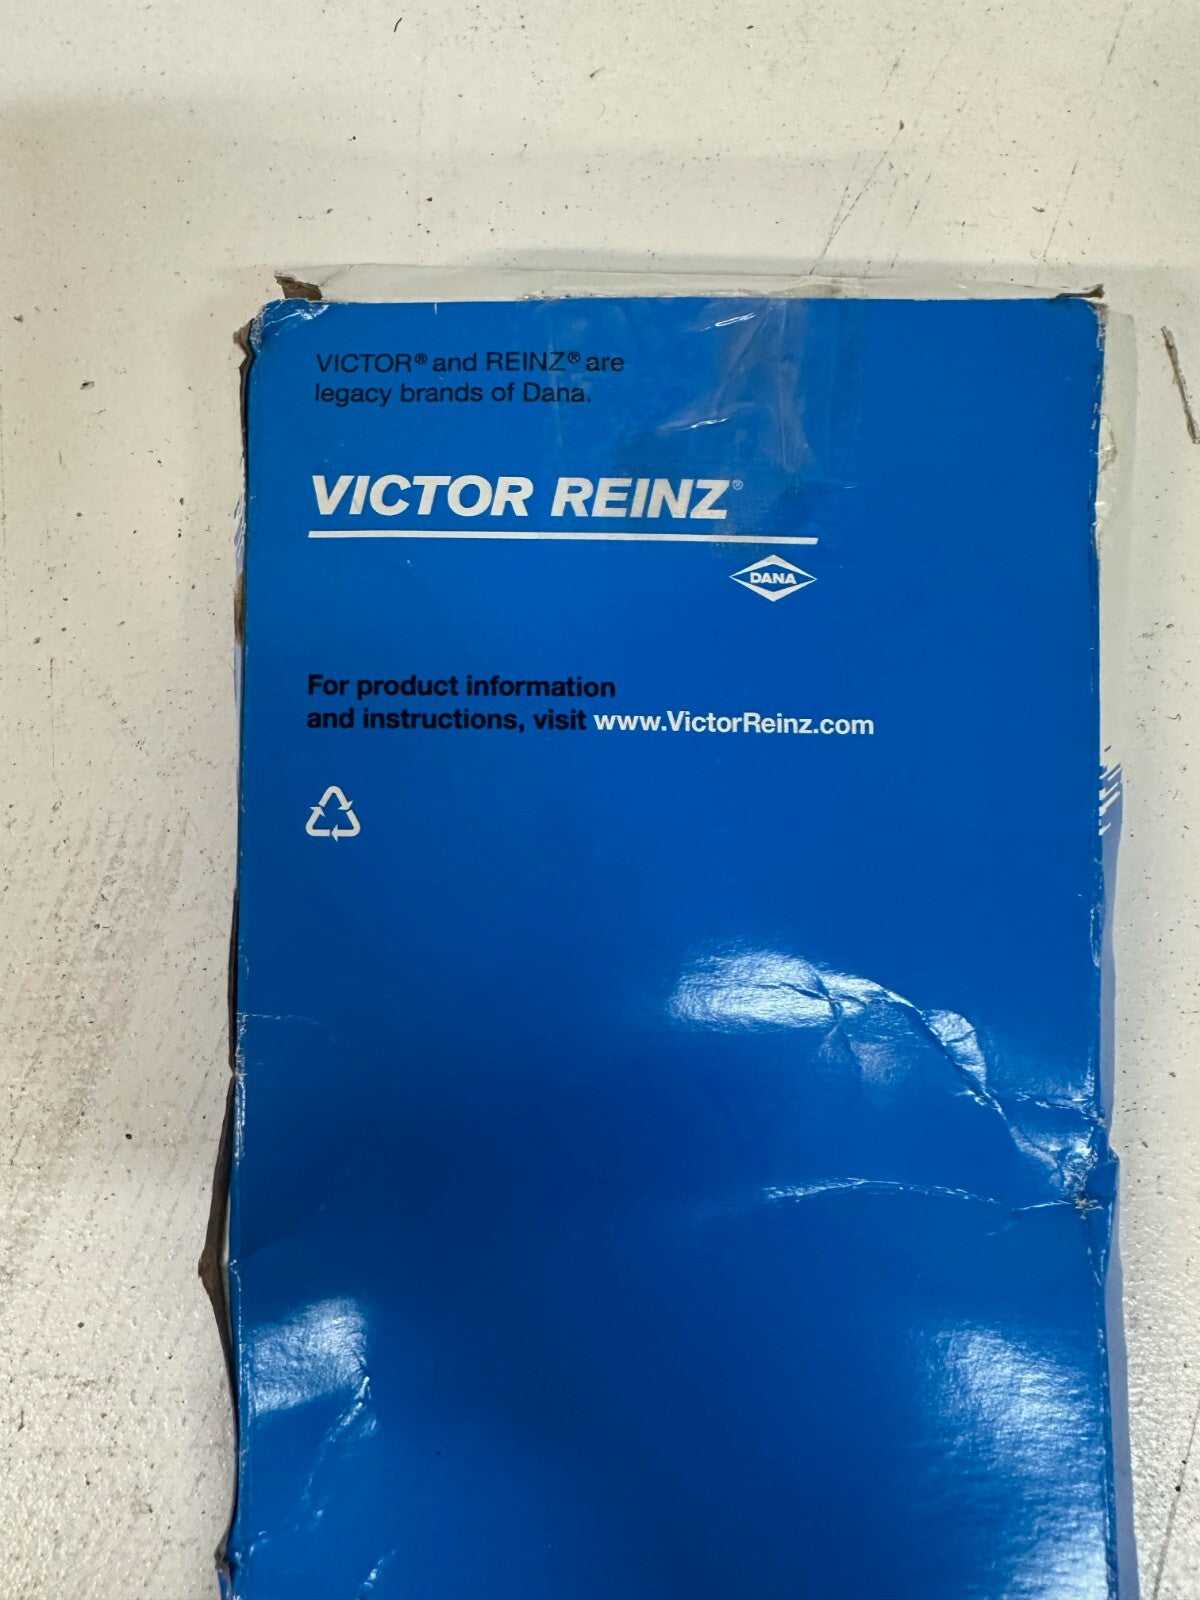 VICTOR® and REINZ® are
legacy brands of Dana.
VICTOR REINZ®
DANA
For product information
and instructions, visit www.VictorReinz.com